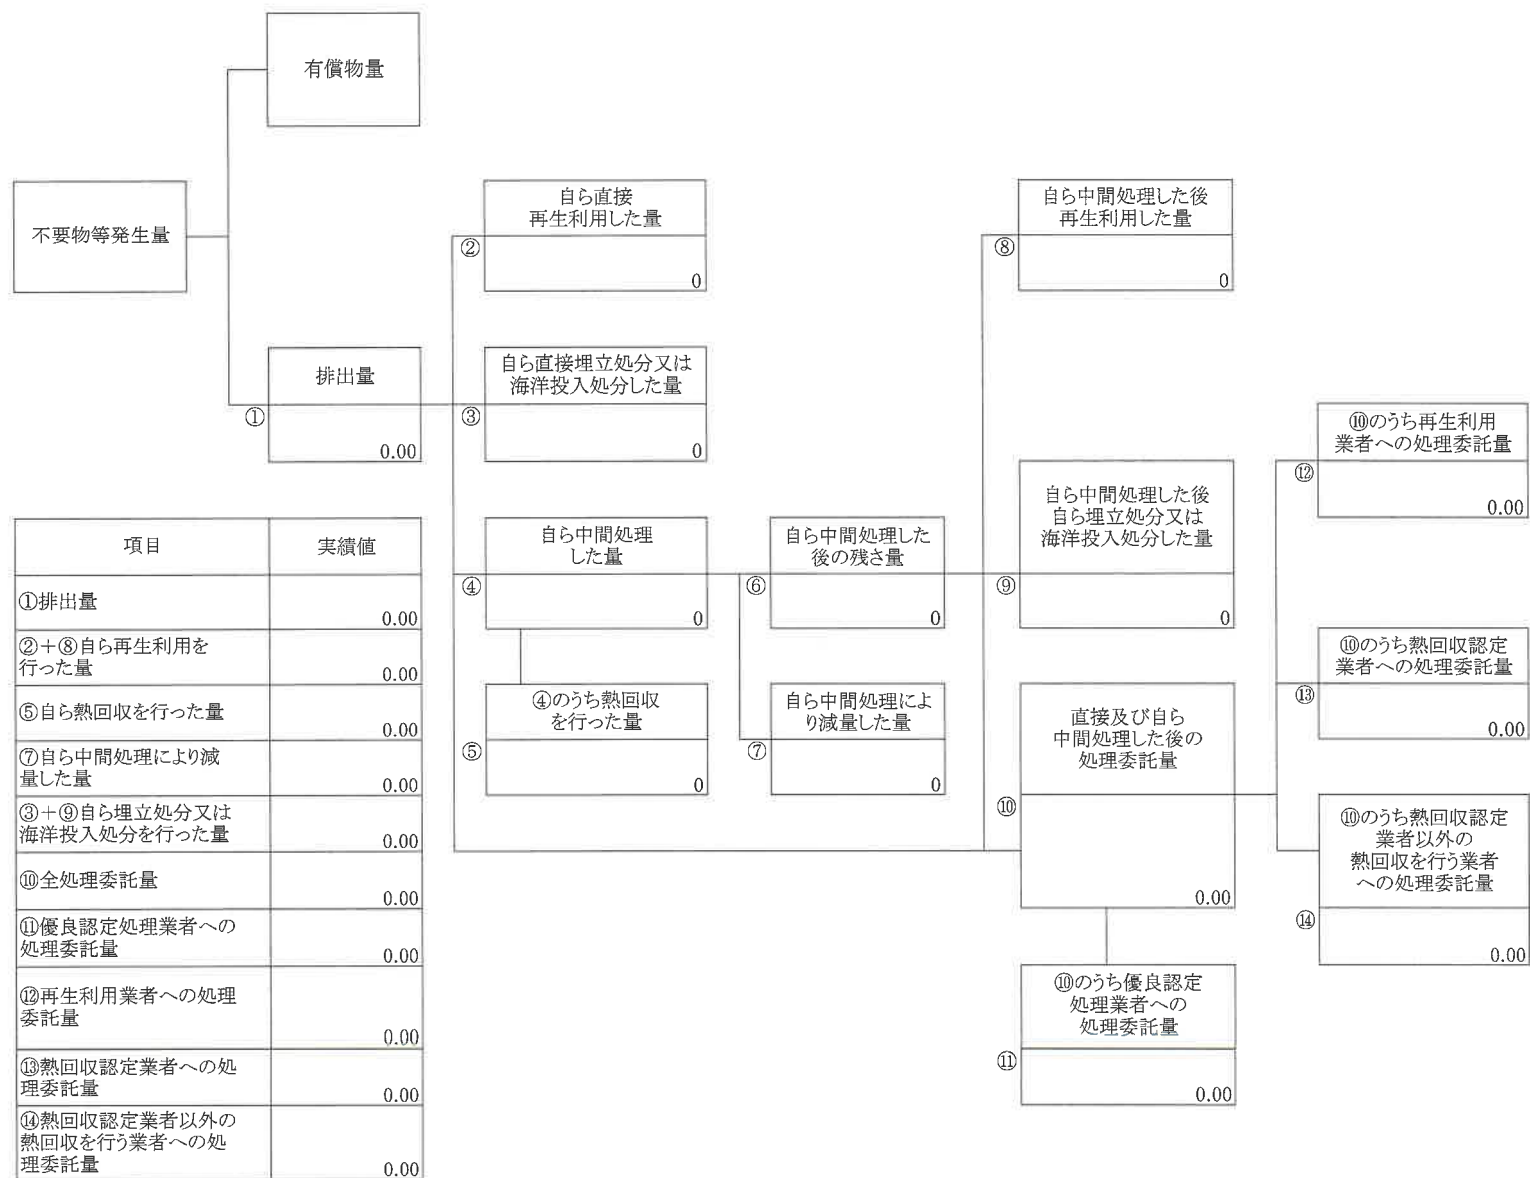 有償物量
不要物等発生量
自ら直接
再生利用した量
②
0
自ら中間処理した後
再生利用した量
⑧
0
排出量
①
0.00
自ら直接埋立処分又は
海洋投入処分した量
③
0
⑩のうち再生利用
業者への処理委託量
⑫
0.00
自ら中間処理
した量
④
0
自ら中間処理した
後の残さ量
⑥
0
自ら中間処理した後
自ら埋立処分又は
海洋投入処分した量
⑨
0
⑩のうち熱回収認定
業者への処理委託量
⑬
0.00
④のうち熱回収
を行った量
⑤
0
自ら中間処理によ
り減量した量
⑦
0
直接及び自ら
中間処理した後の
処理委託量
⑩
0.00
⑩のうち熱回収認定
業者以外の
熱回収を行う業者
への処理委託量
⑭
0.00
⑩のうち優良認定
処理業者への
処理委託量
⑪
0.00
項目 実績値
①排出量
0.00
②＋⑧自ら再生利用を
行った量
0.00
⑤自ら熱回収を行った量
0.00
⑦自ら中間処理により減
量した量
0.00
③＋⑨自ら埋立処分又は
海洋投入処分を行った量
0.00
⑩全処理委託量
0.00
⑪優良認定処理業者への
処理委託量
0.00
⑫再生利用業者への処理
委託量
0.00
⑬熱回収認定業者への処
理委託量
0.00
⑭熱回収認定業者以外の
熱回収を行う業者への処
理委託量
0.00